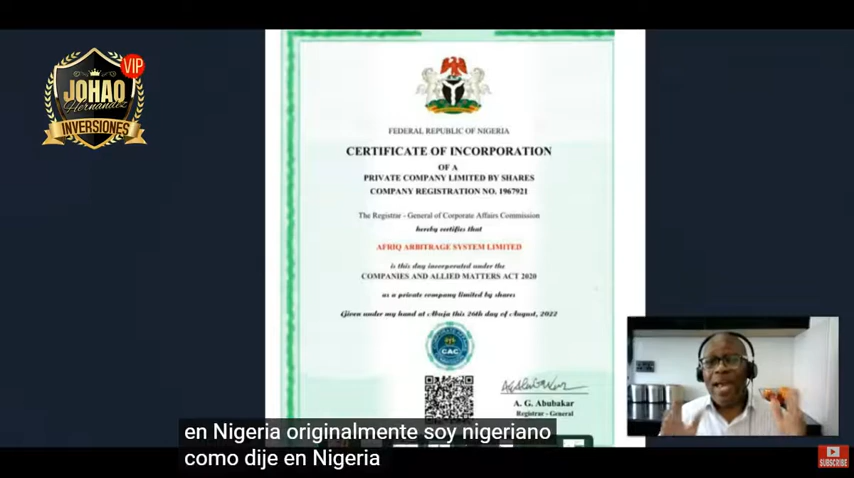 VIP
JOHAO
Hernandez
INVERSIONES
FEDERAL REPUBLIC OF NIGERIA
CERTIFICATE OF INCORPORATION
OF A
PRIVATE COMPANY LIMITED BY SHARES
COMPANY REGISTRATION NO. 1967921
The Registrar - General of Corporate Affairs Commission
hereby certifies that
AFRIQ ARBITRAGE SYSTEM LIMITED
is this day incorporated under the
COMPANIES AND ALLIED MATTERS ACT 2020
as a private company limited by shares
Given under my hand at Abuja this 26th day of August, 2022
CAC
A. G. Abubakar
Registrar - General
en Nigeria originalmente soy nigeriano
como dije en Nigeria
SUBSCRIBE